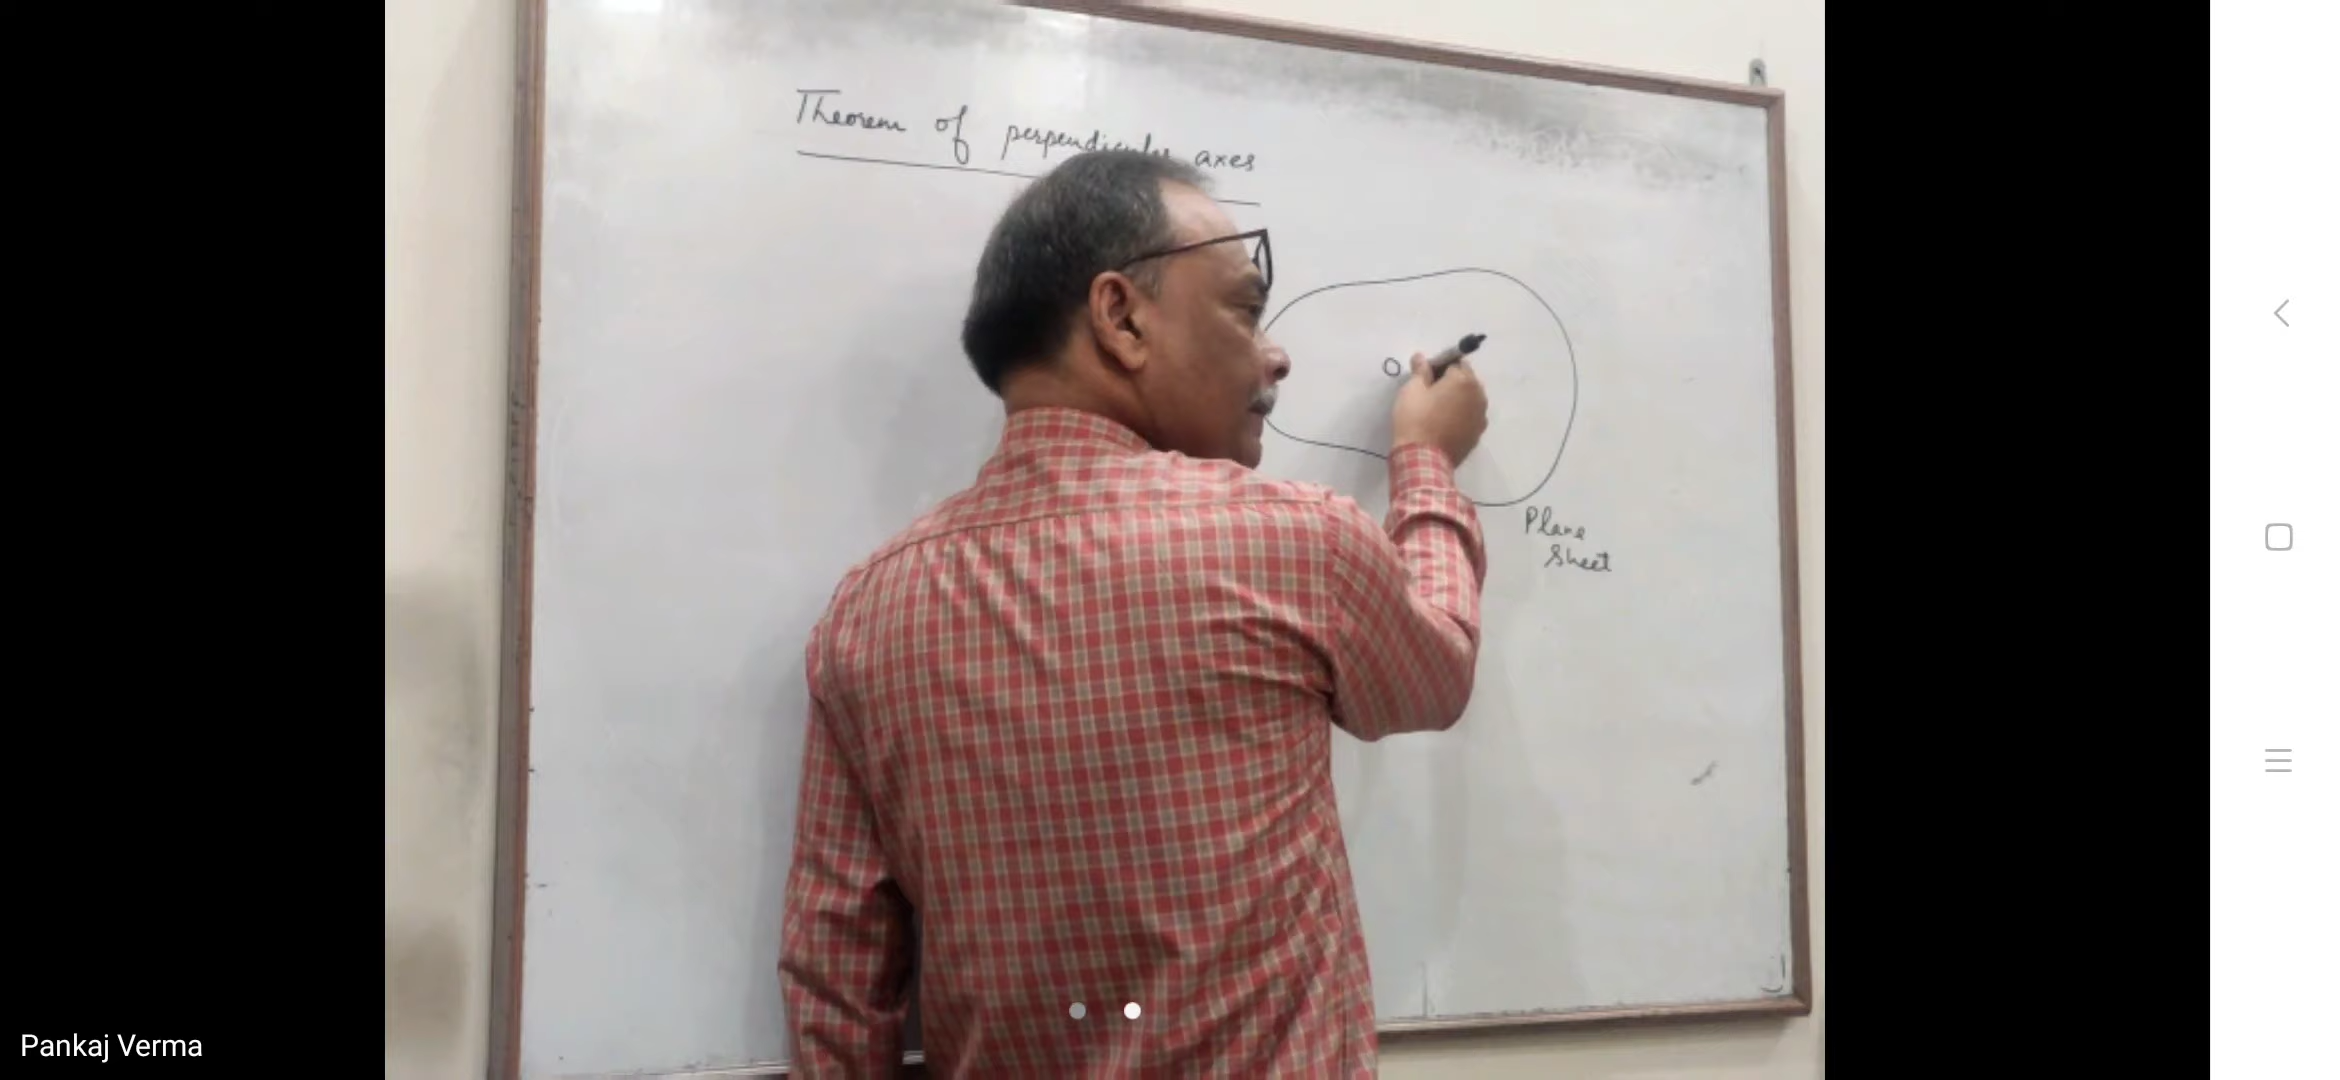 Theorem of perpendicular axes
O
Plane
Sheet
Pankaj Verma